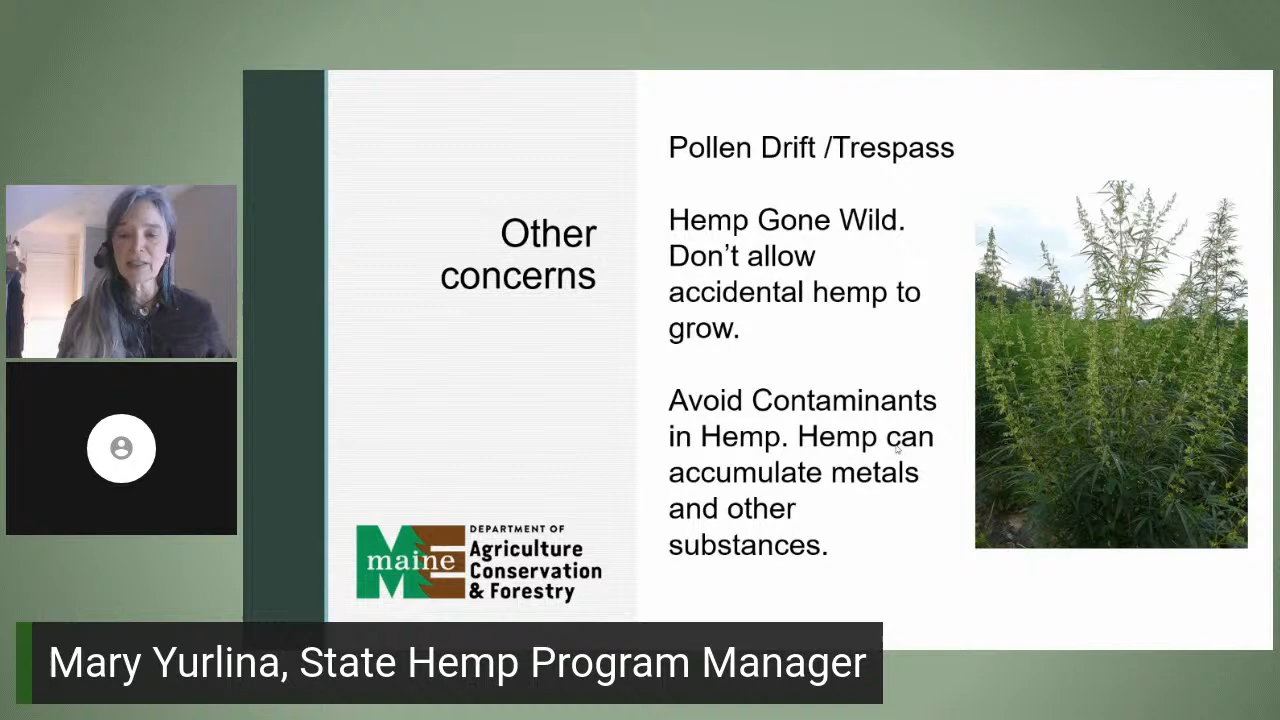 Other
concerns
Pollen Drift /Trespass
Hemp Gone Wild.
Don’t allow
accidental hemp to
grow.
Avoid Contaminants
in Hemp. Hemp can
accumulate metals
and other
substances.
maine
DEPARTMENT OF
Agriculture
Conservation
& Forestry
Mary Yurlina, State Hemp Program Manager